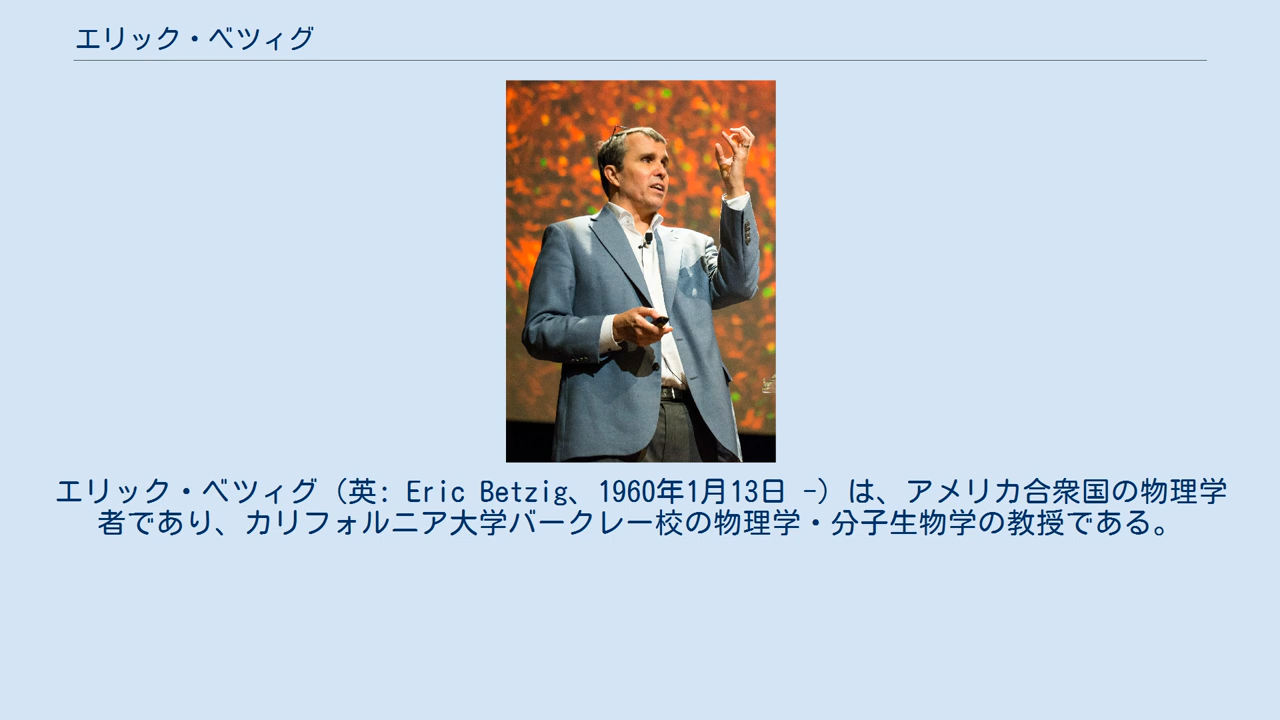 エリック・ベツィグ
エリック・ベツィグ（英: Eric Betzig、1960年1月13日 -）は、アメリカ合衆国の物理学
者であり、カリフォルニア大学バークレー校の物理学・分子生物学の教授である。